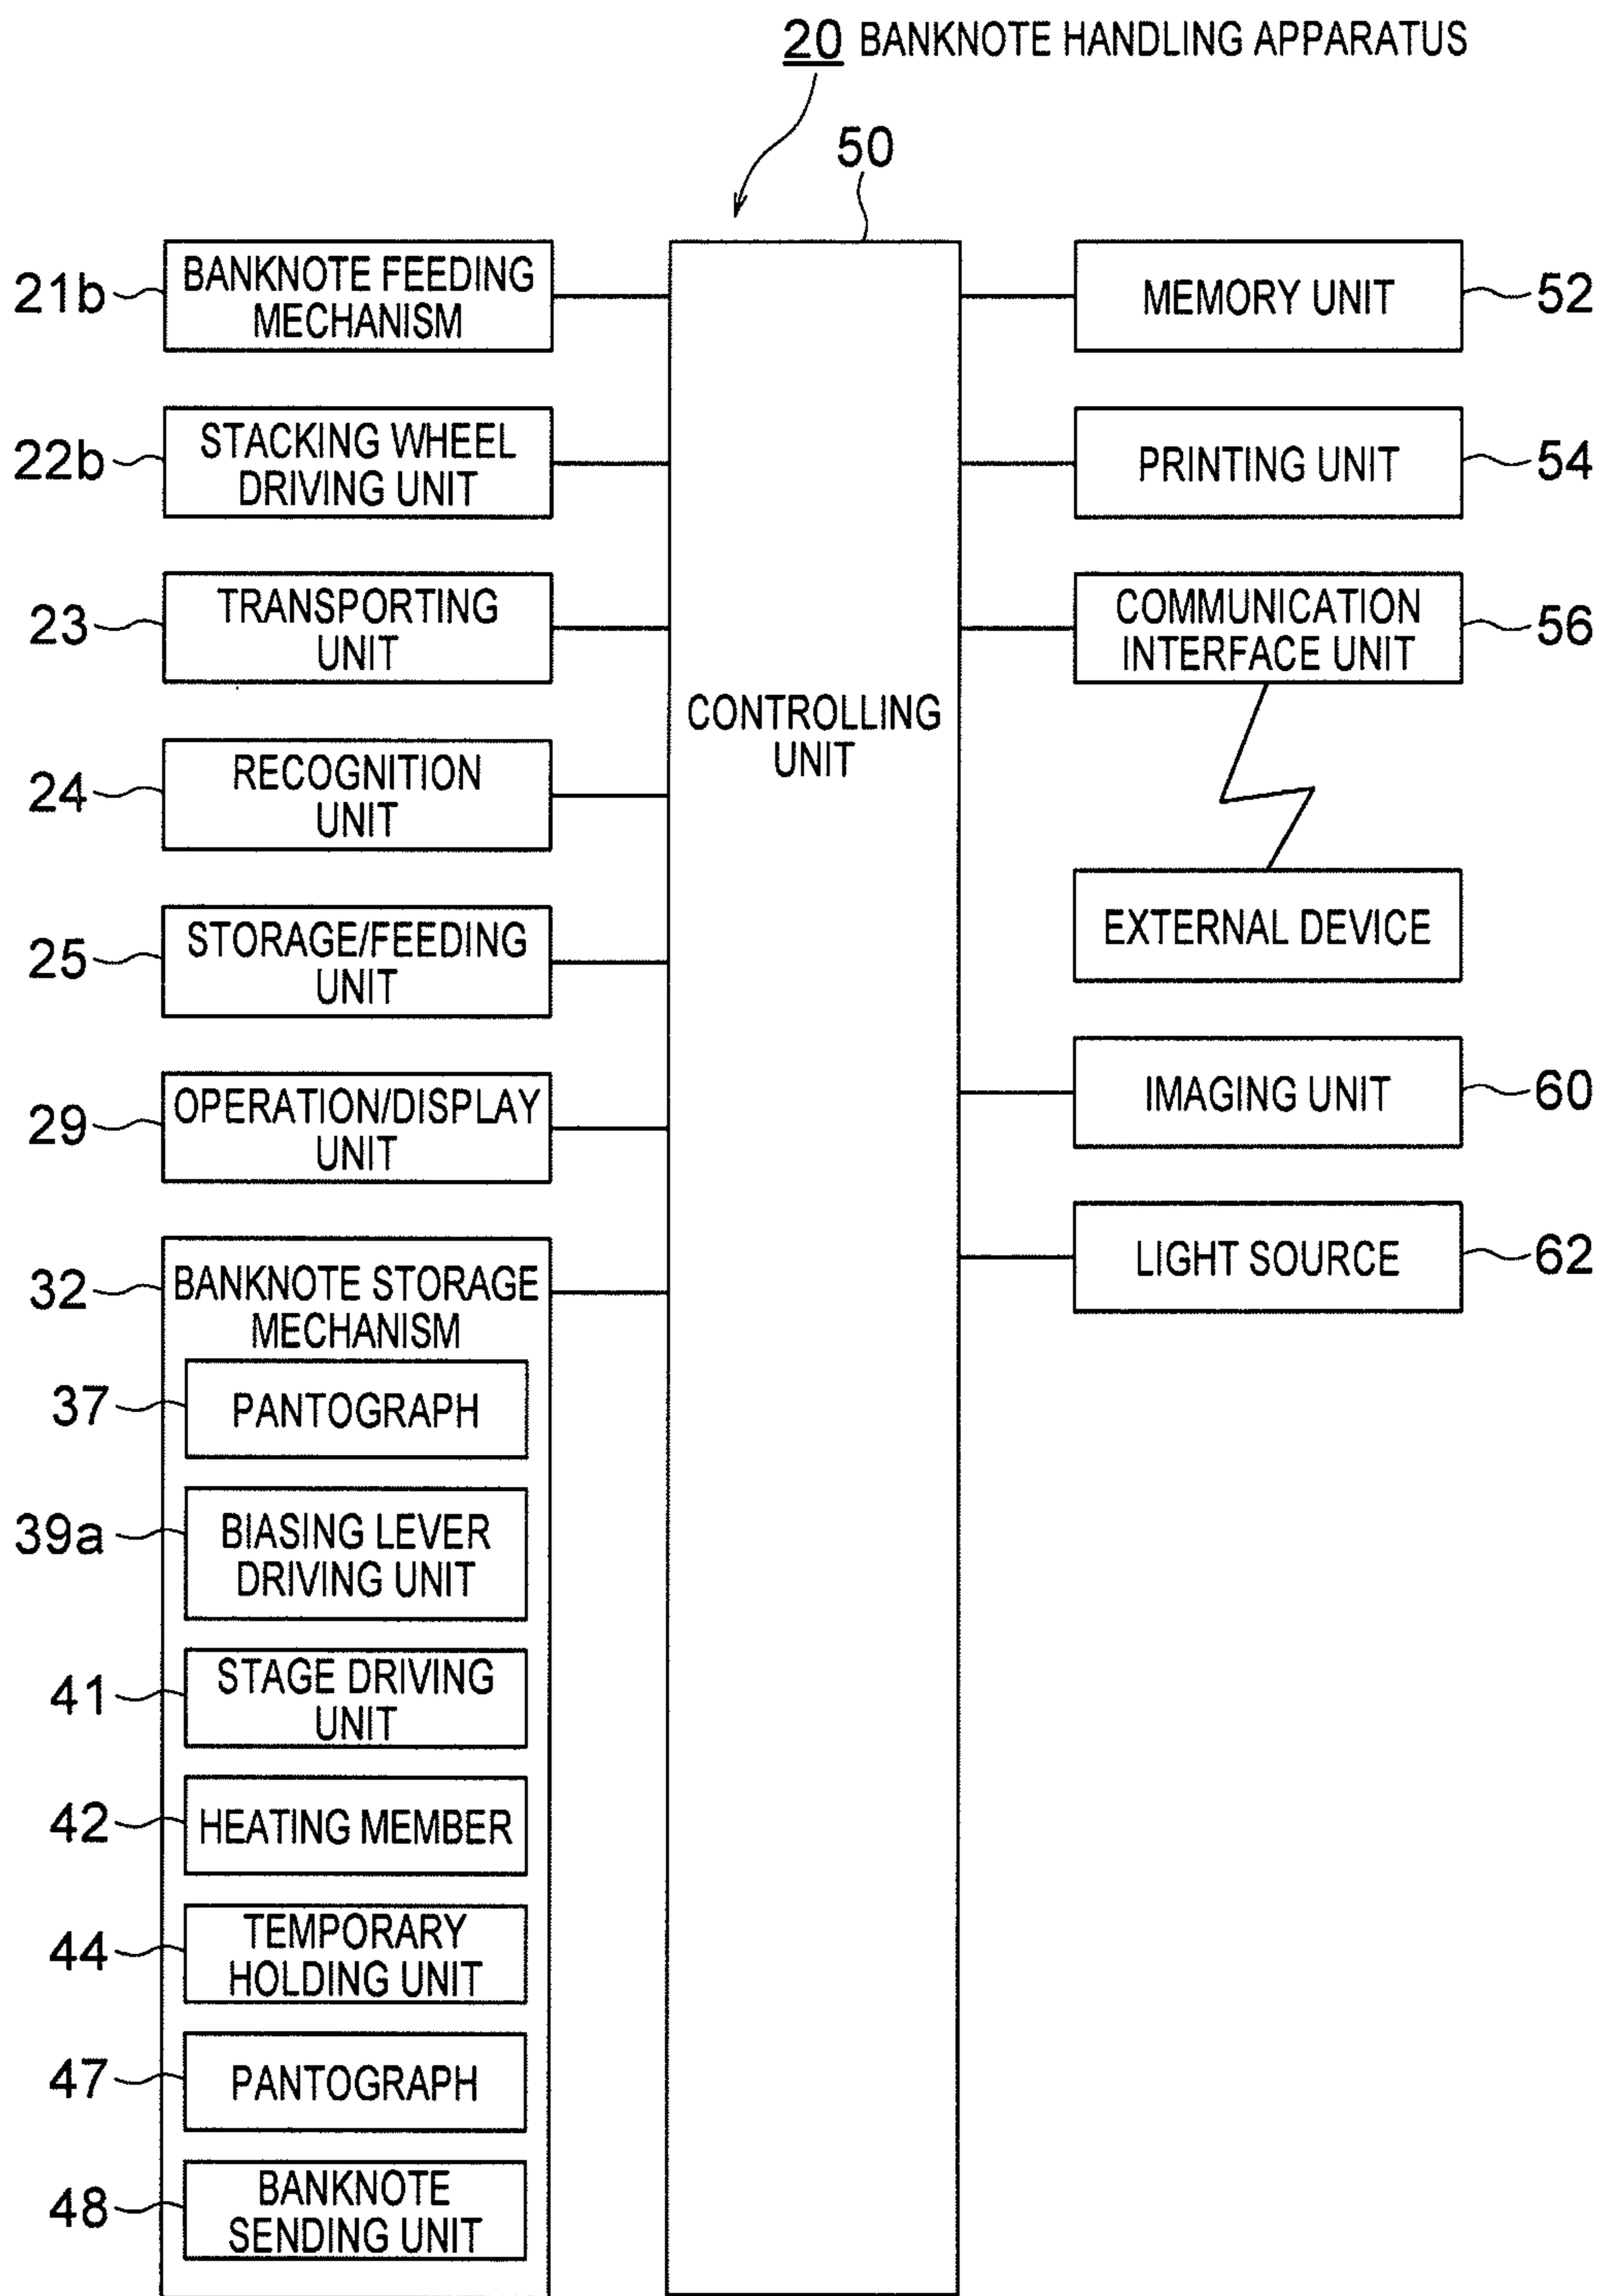 20 BANKNOTE HANDLING APPARATUS
50
21b
BANKNOTE FEEDING
MECHANISM
22b
STACKING WHEEL
DRIVING UNIT
23
TRANSPORTING
UNIT
24
RECOGNITION
UNIT
25
STORAGE/FEEDING
UNIT
29
OPERATION/DISPLAY
UNIT
32
BANKNOTE STORAGE
MECHANISM
37
PANTOGRAPH
39a
BIASING LEVER
DRIVING UNIT
41
STAGE DRIVING
UNIT
42
HEATING MEMBER
44
TEMPORARY
HOLDING UNIT
47
PANTOGRAPH
48
BANKNOTE
SENDING UNIT
CONTROLLING
UNIT
MEMORY UNIT
52
PRINTING UNIT
54
COMMUNICATION
INTERFACE UNIT
56
EXTERNAL DEVICE
IMAGING UNIT
60
LIGHT SOURCE
62